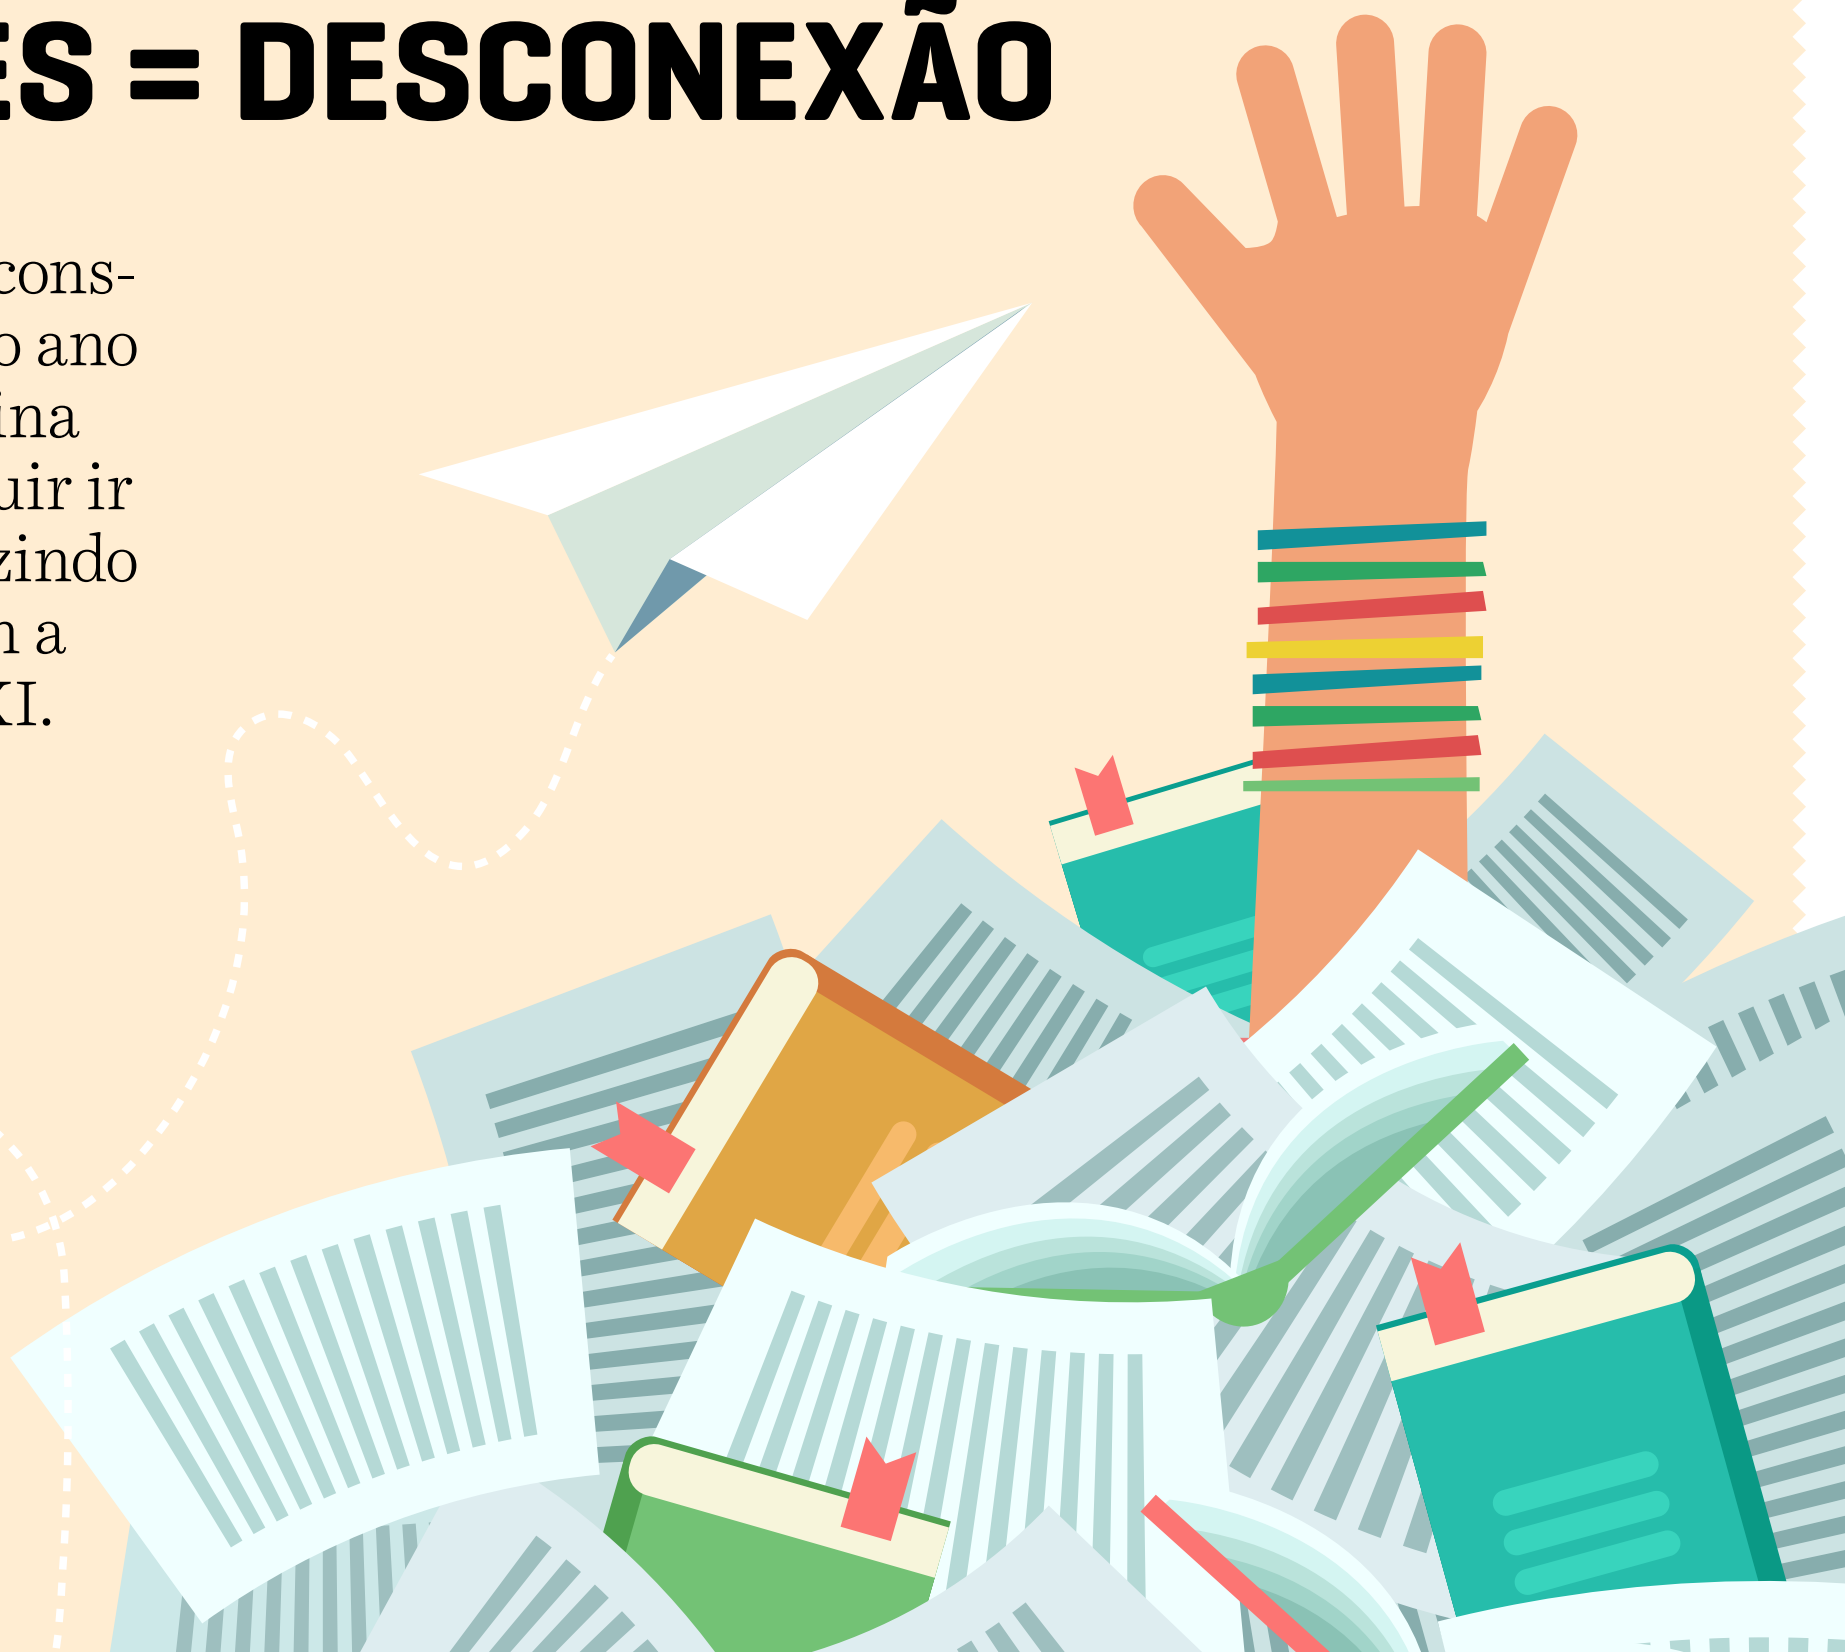 ES = DESCONEXÃO
cons-
o ano
ina
uir ir
zindo
n a
XI.